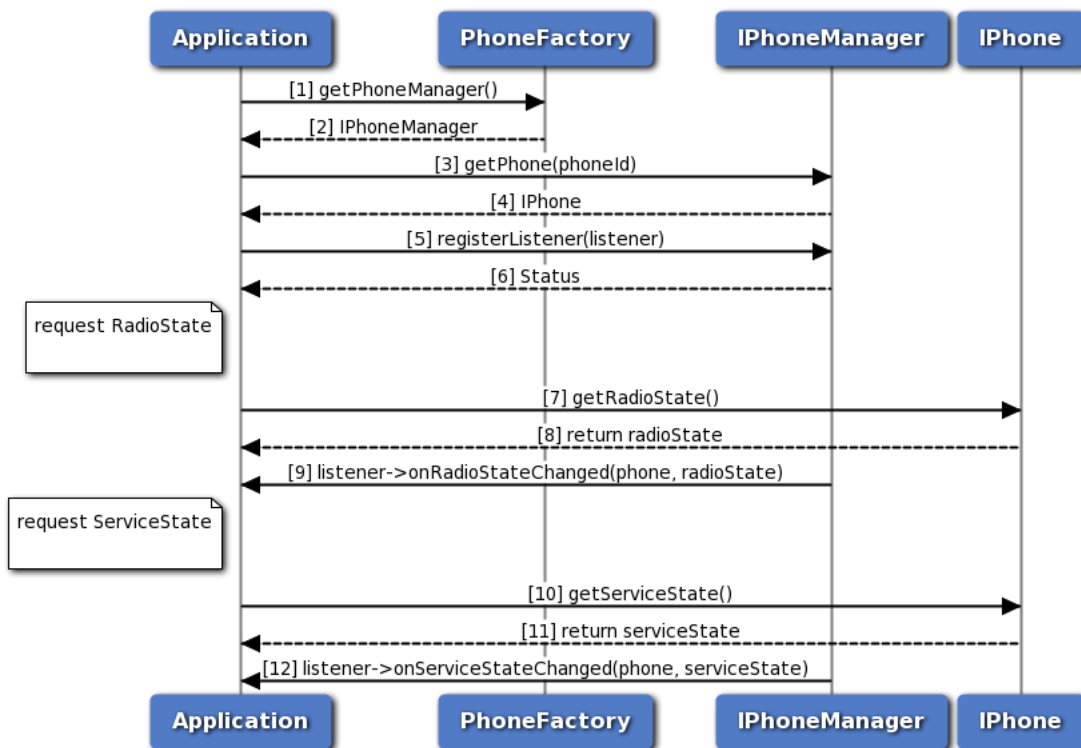 Application
PhoneFactory
IPhoneManager
IPhone
[1] getPhoneManager()
[2] IPhoneManager
[3] getPhone(phoneId)
[4] IPhone
[5] registerListener(listener)
[6] Status
request RadioState
[7] getRadioState()
[8] return radioState
[9] listener->onRadioStateChanged(phone, radioState)
request ServiceState
[10] getServiceState()
[11] return serviceState
[12] listener->onServiceStateChanged(phone, serviceState)
Application
PhoneFactory
IPhoneManager
IPhone